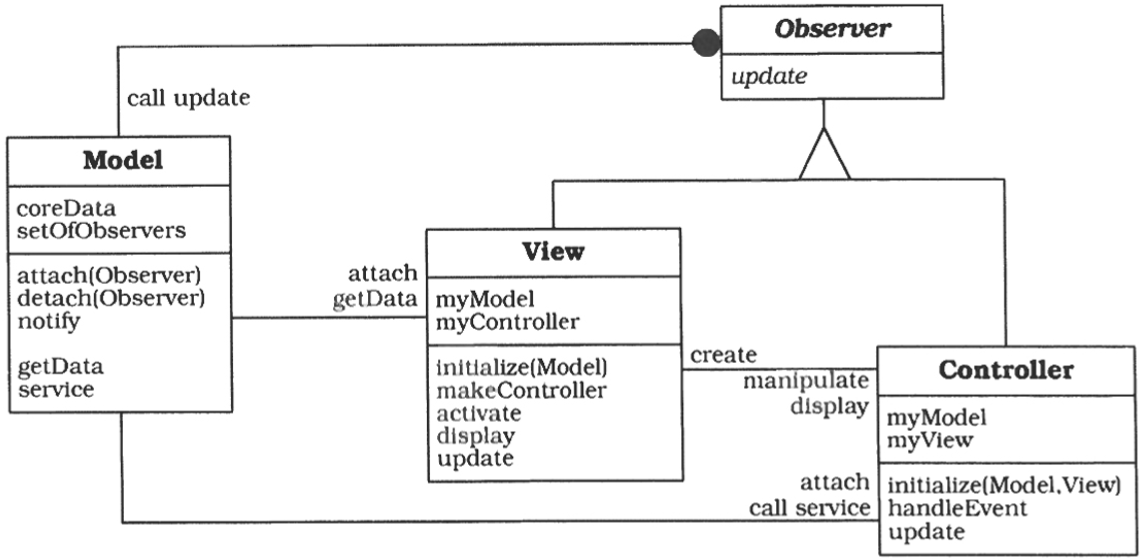 Observer
update
call update
Model
coreData
setOfObservers
attach(Observer)
detach(Observer)
notify
getData
service
attach
getData
View
myModel
myController
initialize(Model)
makeController
activate
display
update
create
manipulate
display
attach
call service
Controller
myModel
myView
initialize(Model,View)
handleEvent
update